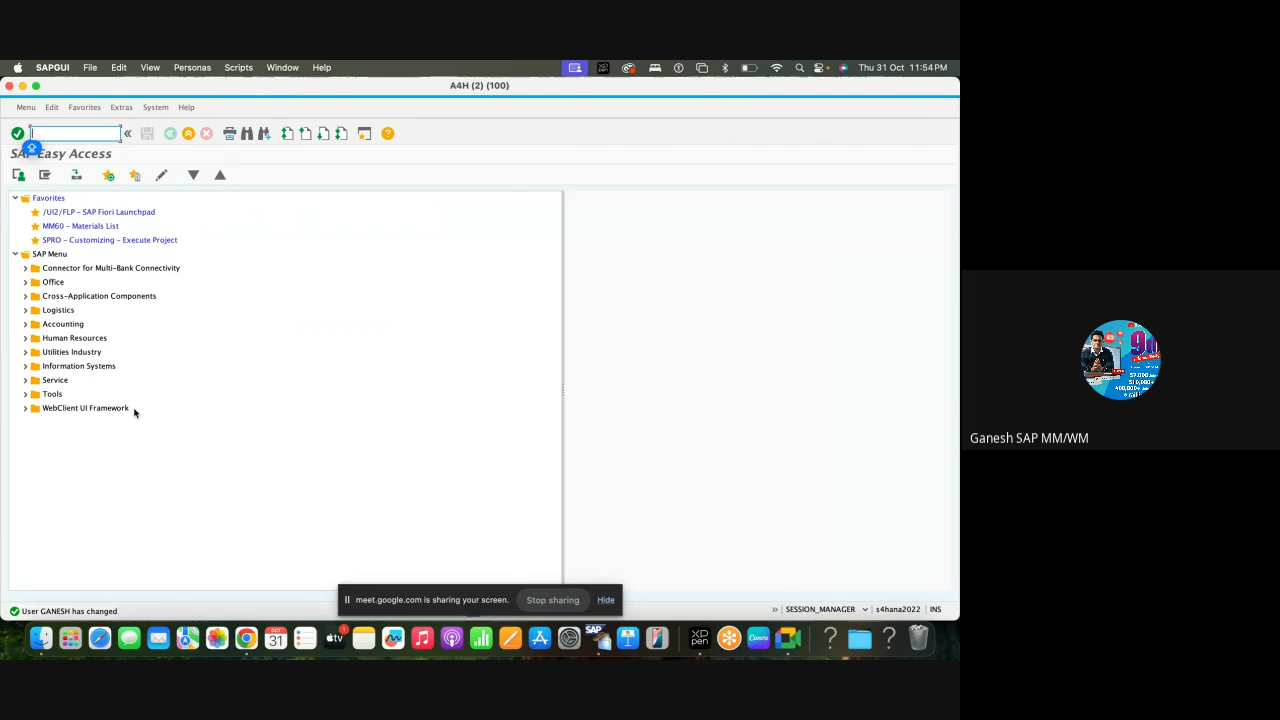 SAPGUI File Edit View Personas Scripts Window Help Thu 31 Oct 11:54 PM
A4H (2) (100)
Menu Edit Favorites Extras System Help
SAP Easy Access
Favorites
/UI2/FLP - SAP Fiori Launchpad
MM60 - Materials List
SPRO - Customizing - Execute Project
SAP Menu
Connector for Multi-Bank Connectivity
Office
Cross-Application Components
Logistics
Accounting
Human Resources
Utilities Industry
Information Systems
Service
Tools
WebClient UI Framework
Ganesh SAP MM/WM
meet.google.com is sharing your screen. Stop sharing Hide
User GANESH has changed
SESSION_MANAGER s4hana2022 INS